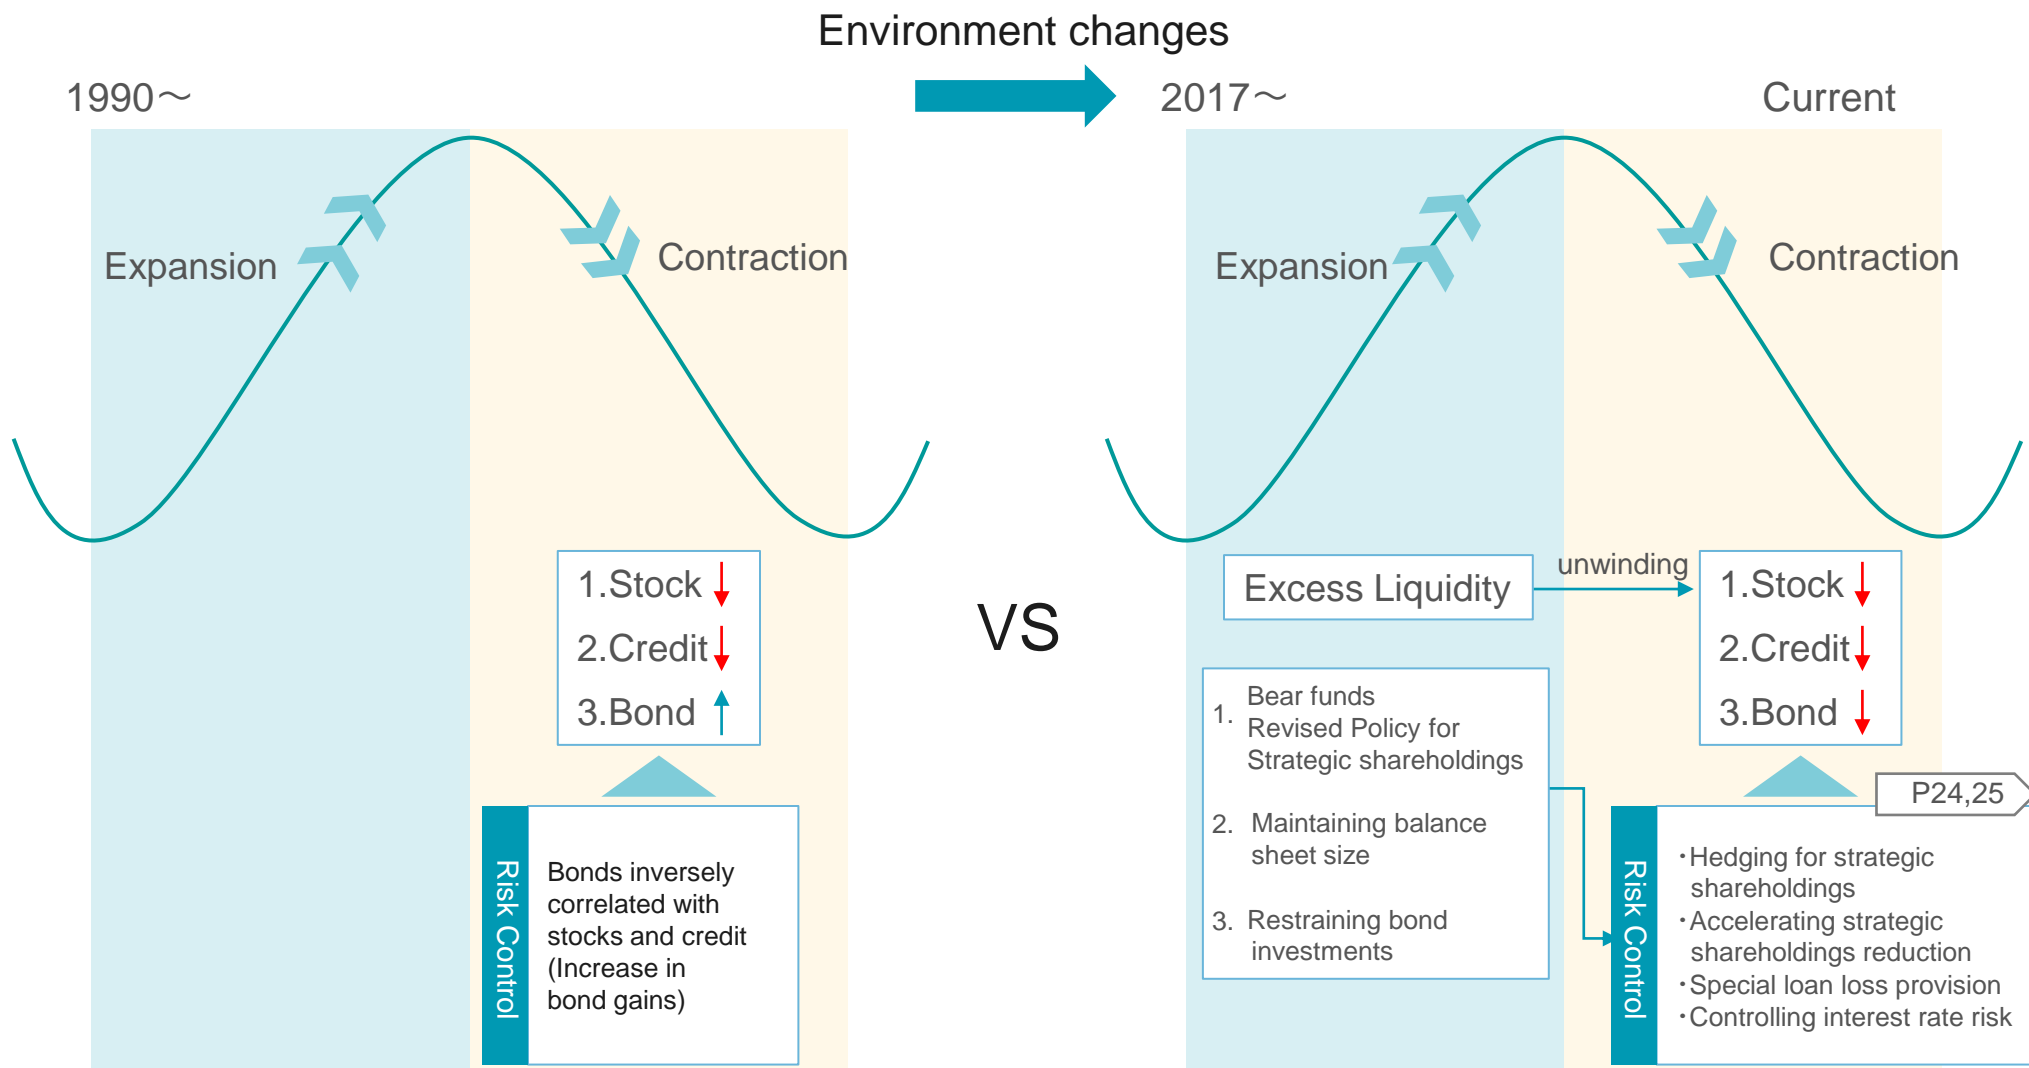 Environment changes
1990～
2017～
Current
Expansion
Contraction
1.Stock
2.Credit
3.Bond
Risk Control
Bonds inversely
correlated with
stocks and credit
(Increase in
bond gains)
VS
Expansion
Contraction
Excess Liquidity
unwinding
1.Stock
2.Credit
3.Bond
1. Bear funds
Revised Policy for
Strategic shareholdings
2. Maintaining balance
sheet size
3. Restraining bond
investments
P24,25
Risk Control
・Hedging for strategic
shareholdings
・Accelerating strategic
shareholdings reduction
・Special loan loss provision
・Controlling interest rate risk